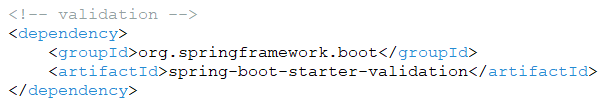 <!-- validation -->
<dependency>
    <groupId>org.springframework.boot</groupId>
    <artifactId>spring-boot-starter-validation</artifactId>
</dependency>